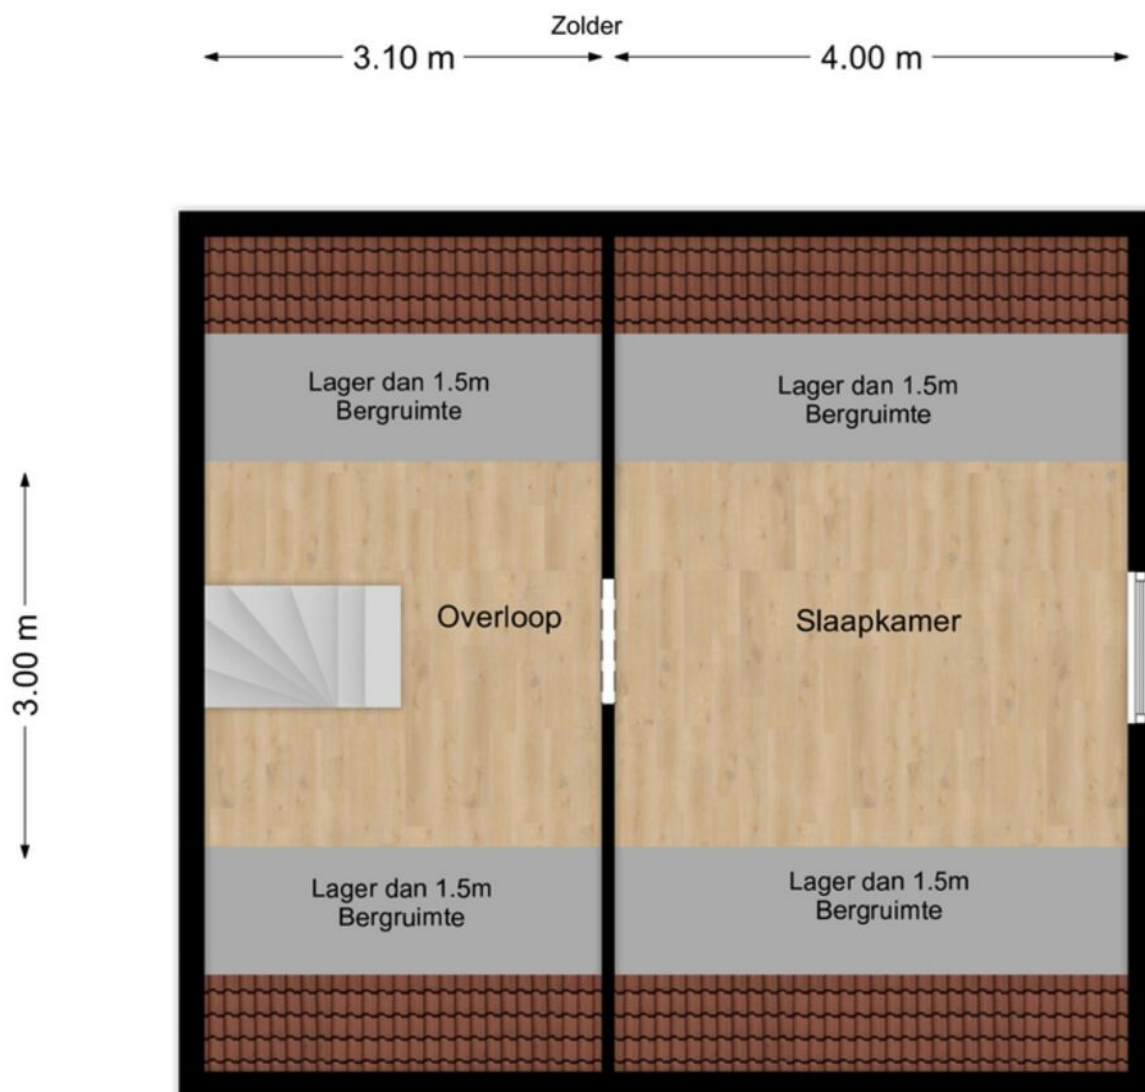 Zolder
3.10 m
4.00 m
Lager dan 1.5m
Bergruimte
Lager dan 1.5m
Bergruimte
3.00 m
Overloop
Slaapkamer
Lager dan 1.5m
Bergruimte
Lager dan 1.5m
Bergruimte